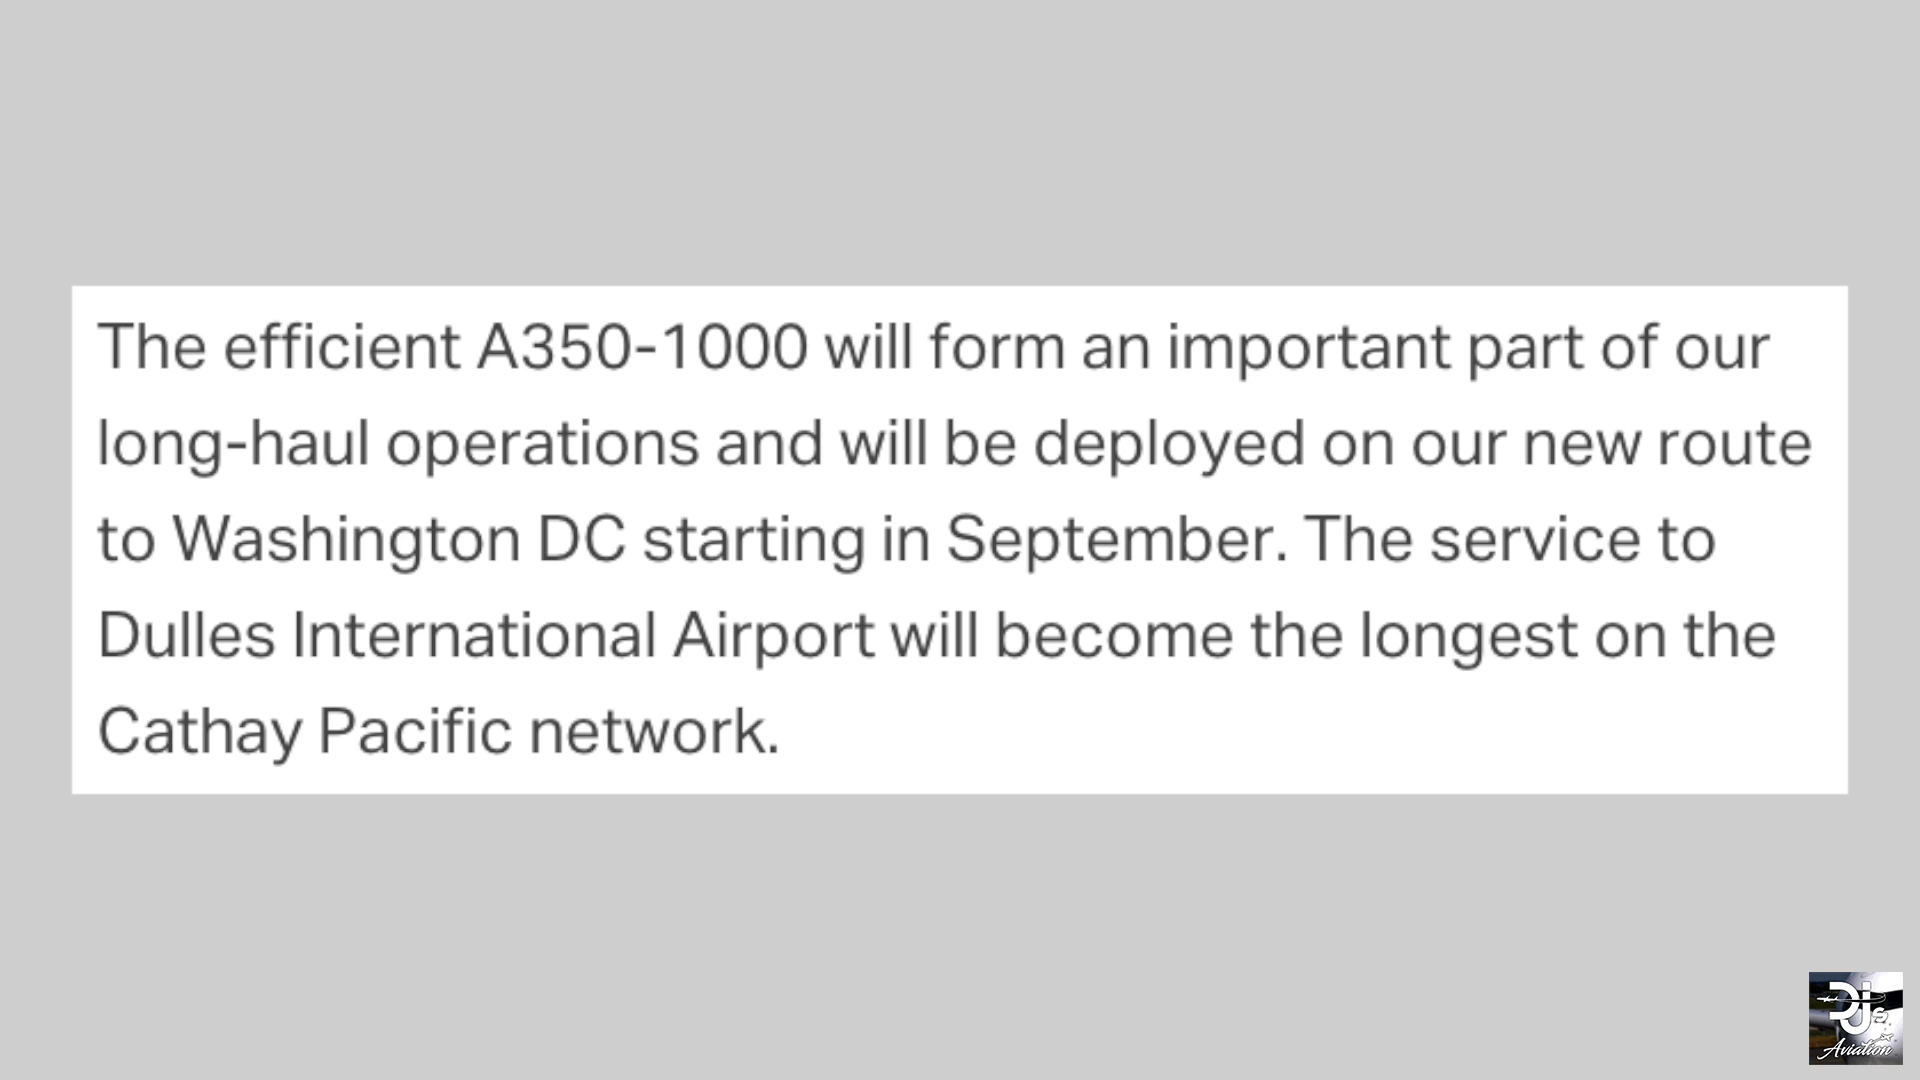 The efficient A350-1000 will form an important part of our
long-haul operations and will be deployed on our new route
to Washington DC starting in September. The service to
Dulles International Airport will become the longest on the
Cathay Pacific network.
DJs
Aviation